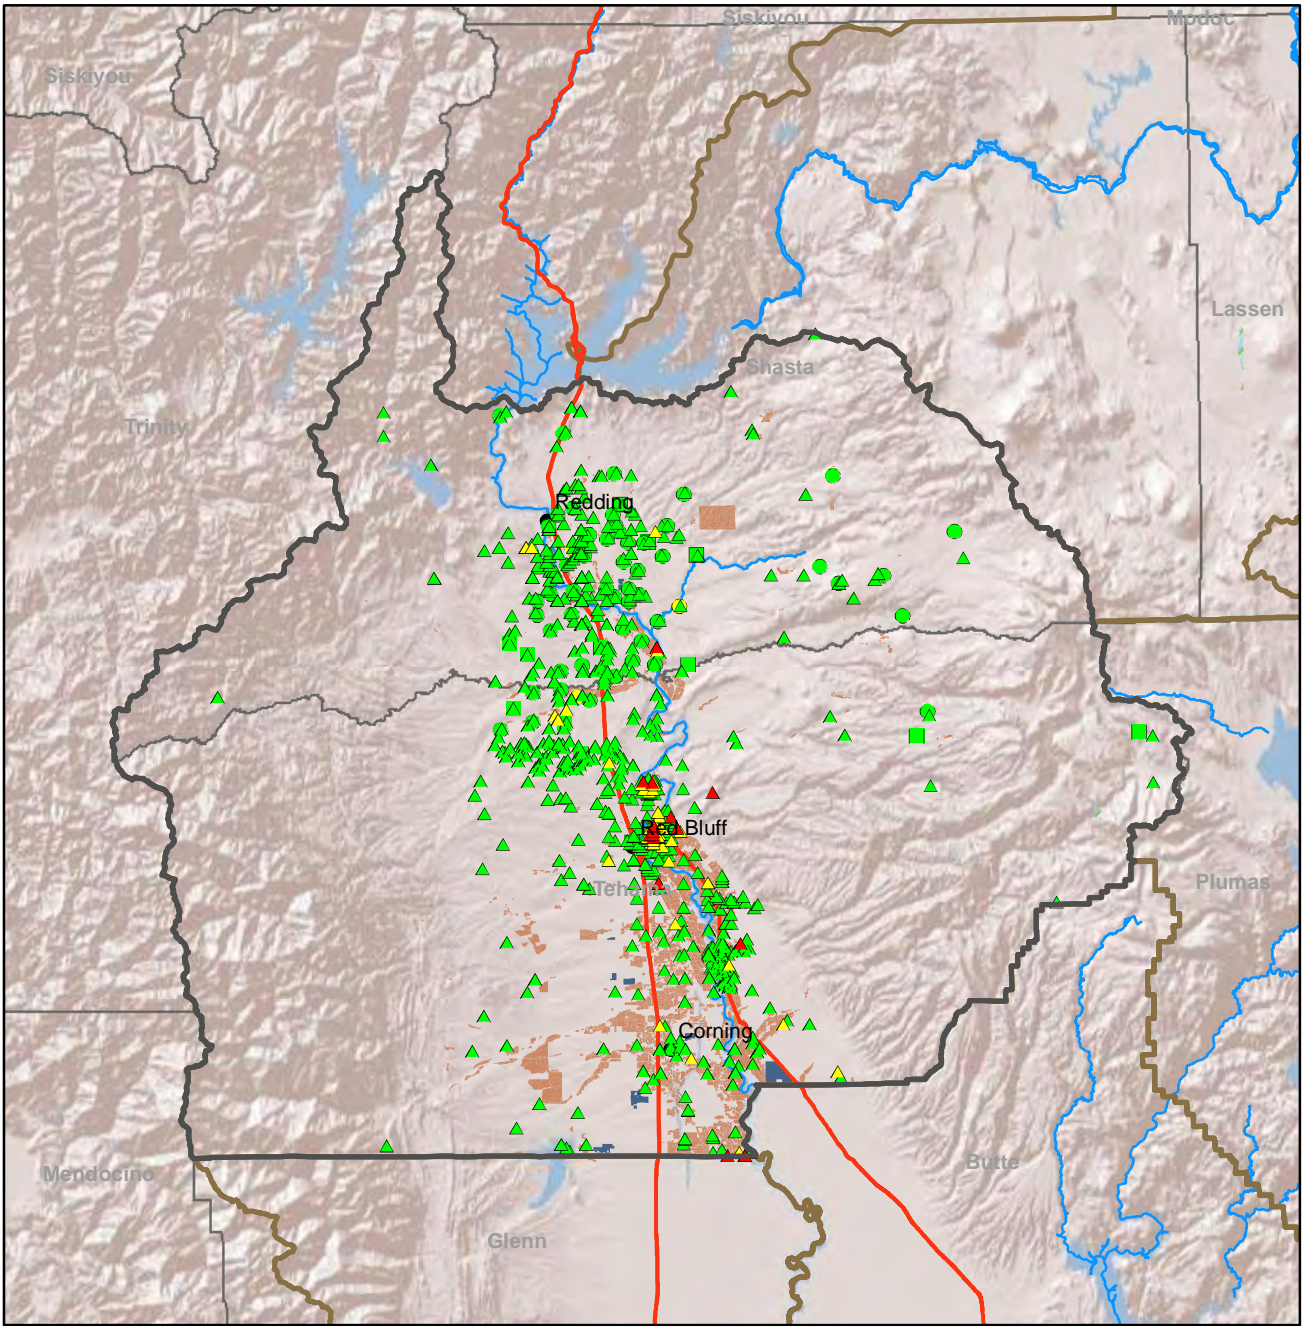 Siskiyou
Modoc
Siskiyou
Lassen
Shasta
Trinity
Redding
Red Bluff
Tehama
Plumas
Corning
Mendocino
Butte
Glenn